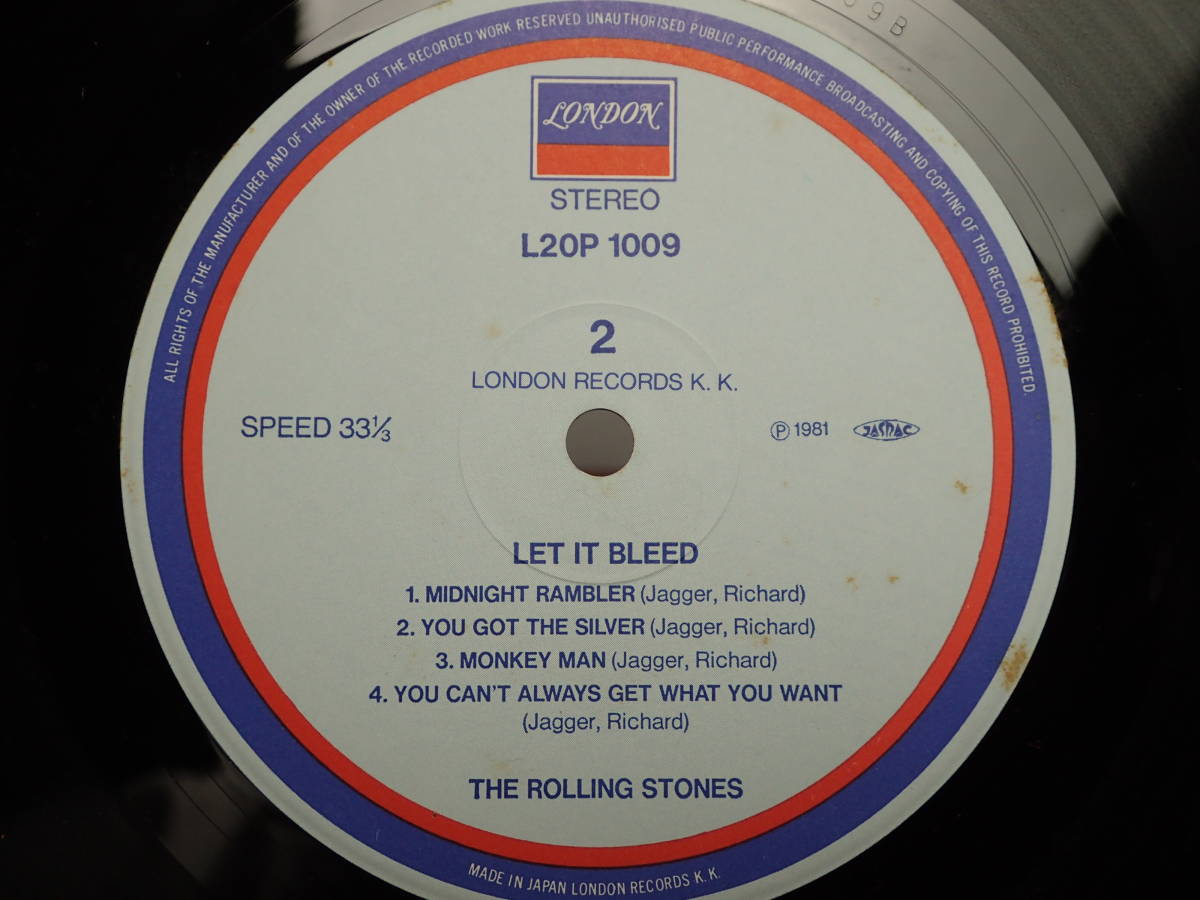 ALL RIGHTS OF THE MANUFACTURER AND OF THE OWNER OF THE RECORDED WORK RESERVED UNAUTHORISED PUBLIC PERFORMANCE BROADCASTING AND COPYING OF THIS RECORD PROHIBITED.
LONDON
STEREO
L20P 1009
2
LONDON RECORDS K. K.
SPEED 33⅓
℗ 1981 JASRAC
LET IT BLEED
1. MIDNIGHT RAMBLER (Jagger, Richard)
2. YOU GOT THE SILVER (Jagger, Richard)
3. MONKEY MAN (Jagger, Richard)
4. YOU CAN'T ALWAYS GET WHAT YOU WANT
(Jagger, Richard)
THE ROLLING STONES
MADE IN JAPAN LONDON RECORDS K. K.